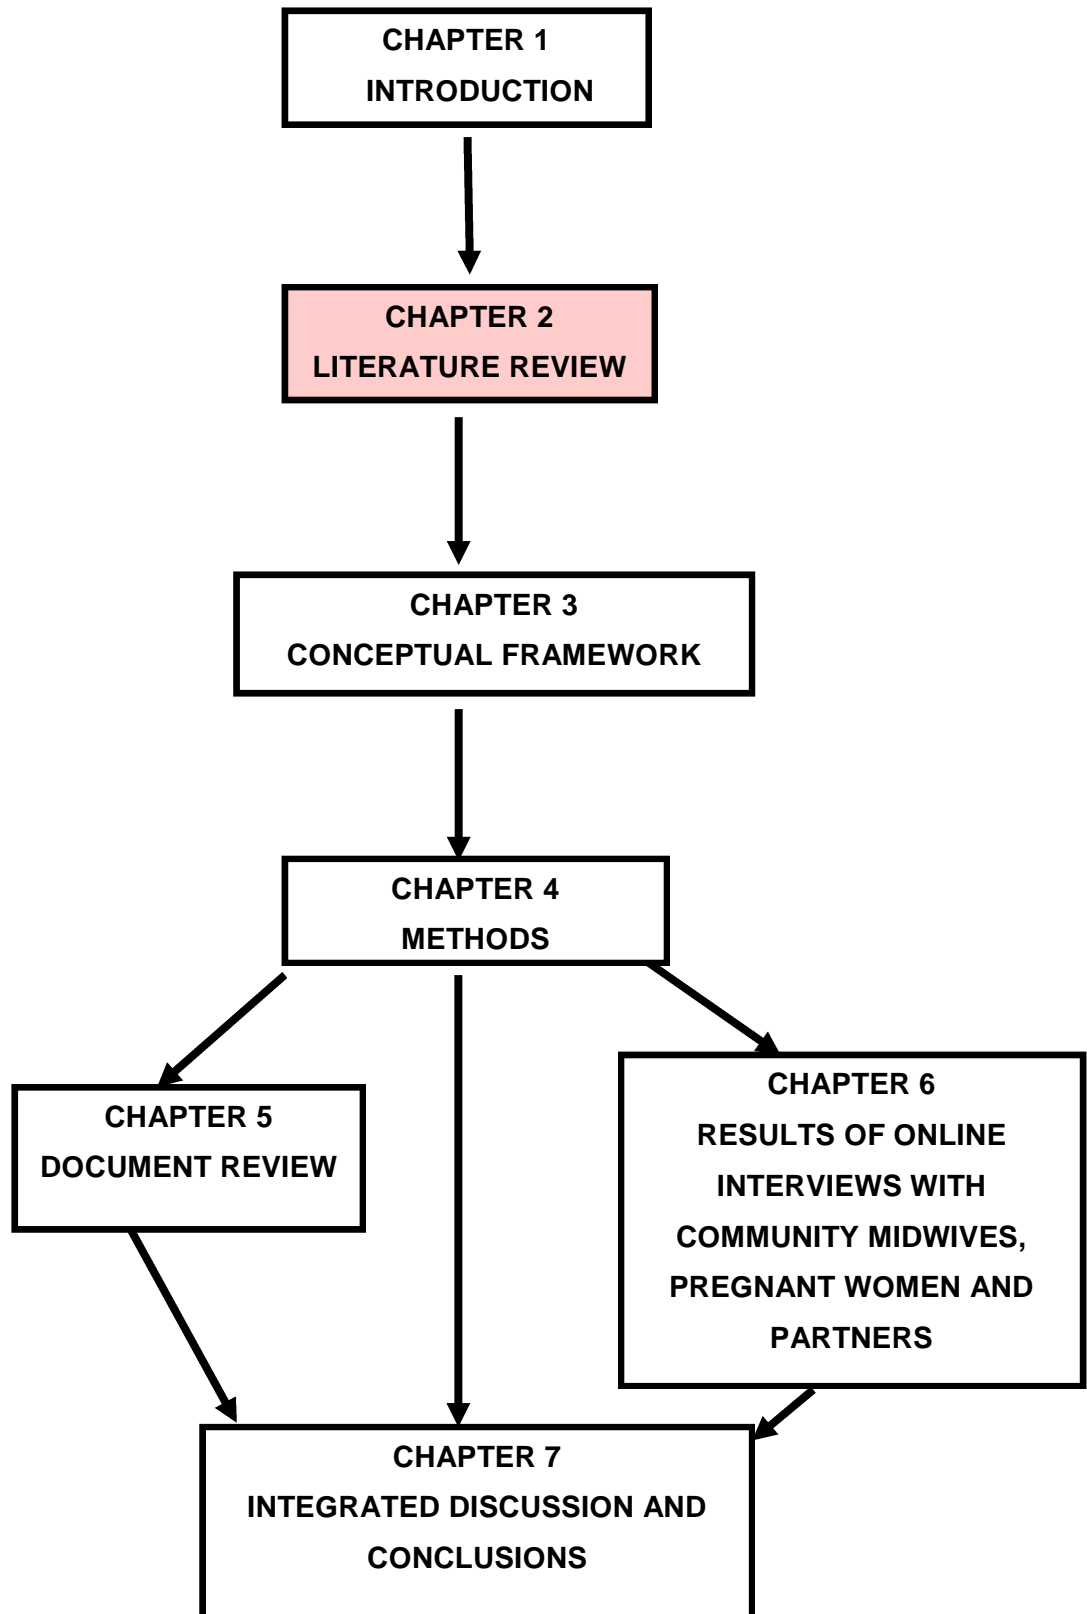 CHAPTER 1
INTRODUCTION
CHAPTER 2
LITERATURE REVIEW
CHAPTER 3
CONCEPTUAL FRAMEWORK
CHAPTER 4
METHODS
CHAPTER 5
DOCUMENT REVIEW
CHAPTER 6
RESULTS OF ONLINE
INTERVIEWS WITH
COMMUNITY MIDWIVES,
PREGNANT WOMEN AND
PARTNERS
CHAPTER 7
INTEGRATED DISCUSSION AND
CONCLUSIONS